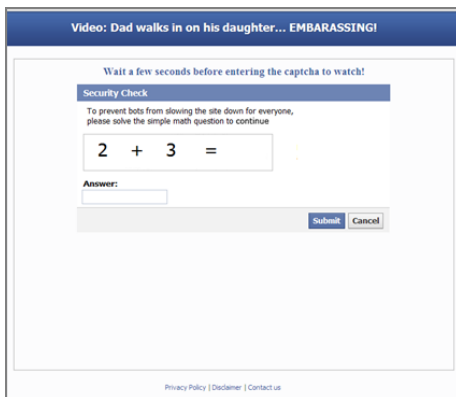 Video: Dad walks in on his daughter... EMBARASSING!
Wait a few seconds before entering the captcha to watch!
Security Check
To prevent bots from slowing the site down for everyone,
please solve the simple math question to continue
2 + 3 =
Answer:
Submit Cancel
Privacy Policy | Disclaimer | Contact us